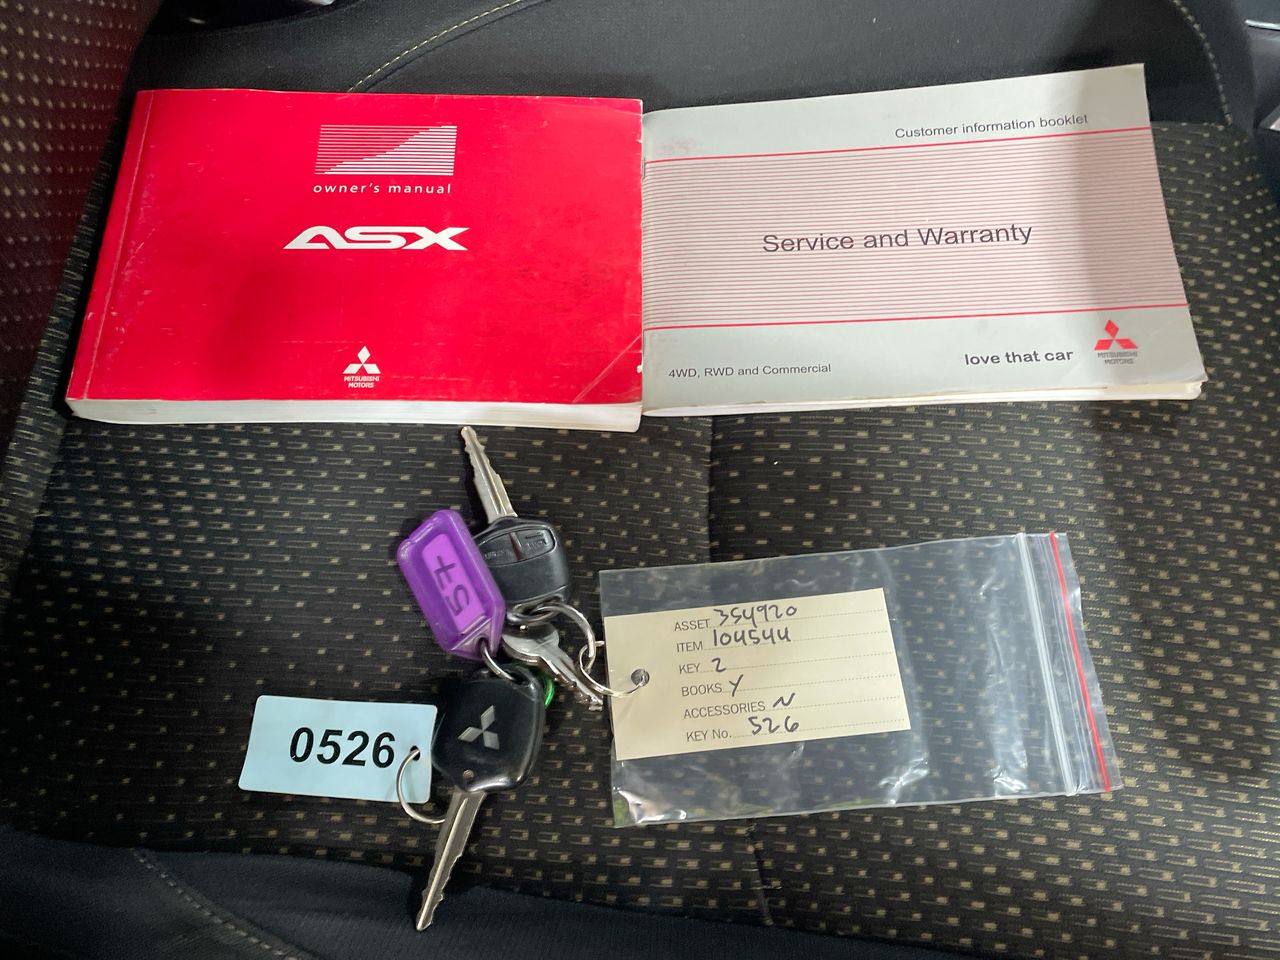 owner's manual
ASX
MITSUBISHI
MOTORS
Customer information booklet
Service and Warranty
love that car
4WD, RWD and Commercial
MITSUBISHI
MOTORS
57
0526
ASSET 354920
ITEM 104544
KEY 2
BOOKS Y
ACCESSORIES N
KEY No. 526